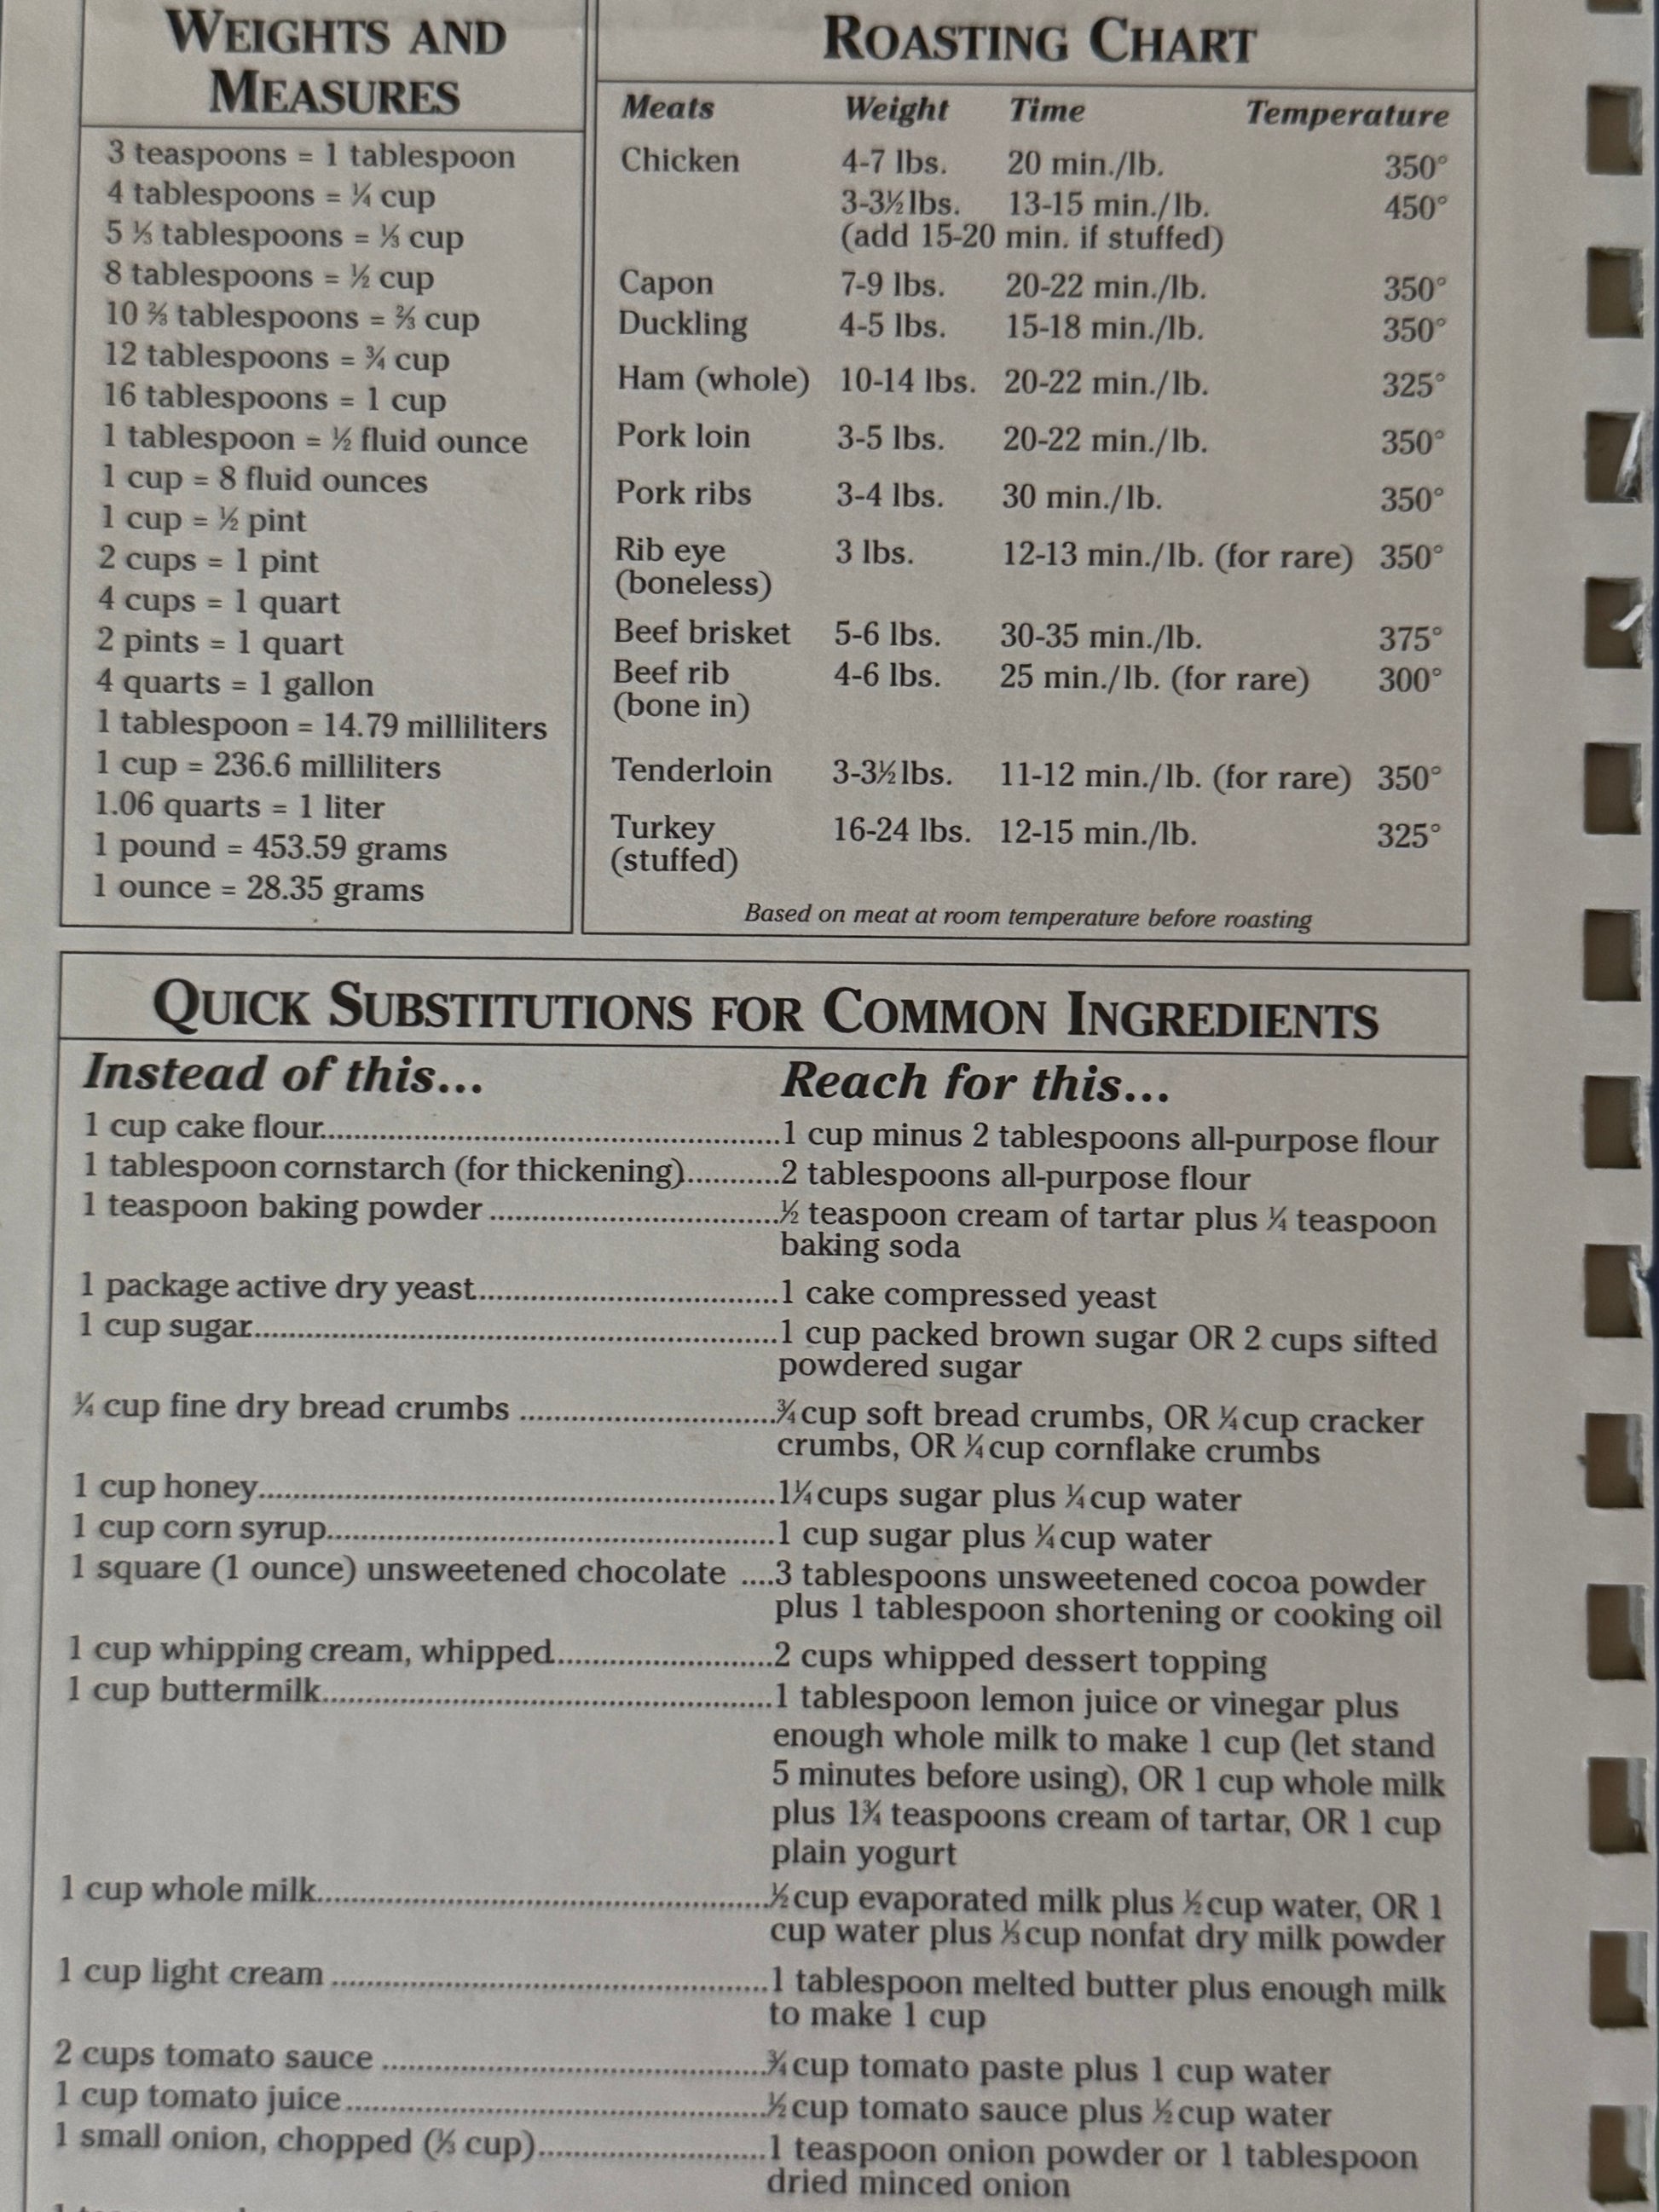 WEIGHTS AND
MEASURES
3 teaspoons = 1 tablespoon
4 tablespoons = ¼ cup
5 ⅓ tablespoons = ⅓ cup
8 tablespoons = ½ cup
10 ⅔ tablespoons = ⅔ cup
12 tablespoons = ¾ cup
16 tablespoons = 1 cup
1 tablespoon = ½ fluid ounce
1 cup = 8 fluid ounces
1 cup = ½ pint
2 cups = 1 pint
4 cups = 1 quart
2 pints = 1 quart
4 quarts = 1 gallon
1 tablespoon = 14.79 milliliters
1 cup = 236.6 milliliters
1.06 quarts = 1 liter
1 pound = 453.59 grams
1 ounce = 28.35 grams
ROASTING CHART
Meats Weight Time Temperature
Chicken 4-7 lbs. 20 min./lb. 350°
3-3½ lbs. 13-15 min./lb. 450°
(add 15-20 min. if stuffed)
Capon 7-9 lbs. 20-22 min./lb. 350°
Duckling 4-5 lbs. 15-18 min./lb. 350°
Ham (whole) 10-14 lbs. 20-22 min./lb. 325°
Pork loin 3-5 lbs. 20-22 min./lb. 350°
Pork ribs 3-4 lbs. 30 min./lb. 350°
Rib eye 3 lbs. 12-13 min./lb. (for rare) 350°
(boneless)
Beef brisket 5-6 lbs. 30-35 min./lb. 375°
Beef rib 4-6 lbs. 25 min./lb. (for rare) 300°
(bone in)
Tenderloin 3-3½ lbs. 11-12 min./lb. (for rare) 350°
Turkey 16-24 lbs. 12-15 min./lb. 325°
(stuffed)
Based on meat at room temperature before roasting
QUICK SUBSTITUTIONS FOR COMMON INGREDIENTS
Instead of this... Reach for this...
1 cup cake flour....................1 cup minus 2 tablespoons all-purpose flour
1 tablespoon cornstarch (for thickening)...........2 tablespoons all-purpose flour
1 teaspoon baking powder ....................½ teaspoon cream of tartar plus ¼ teaspoon
baking soda
1 package active dry yeast....................1 cake compressed yeast
1 cup sugar....................1 cup packed brown sugar OR 2 cups sifted
powdered sugar
¼ cup fine dry bread crumbs ....................¾ cup soft bread crumbs, OR ¼ cup cracker
crumbs, OR ¼ cup cornflake crumbs
1 cup honey....................1¼ cups sugar plus ¼ cup water
1 cup corn syrup....................1 cup sugar plus ¼ cup water
1 square (1 ounce) unsweetened chocolate ....3 tablespoons unsweetened cocoa powder
plus 1 tablespoon shortening or cooking oil
1 cup whipping cream, whipped....................2 cups whipped dessert topping
1 cup buttermilk....................1 tablespoon lemon juice or vinegar plus
enough whole milk to make 1 cup (let stand
5 minutes before using), OR 1 cup whole milk
plus 1¾ teaspoons cream of tartar, OR 1 cup
plain yogurt
1 cup whole milk....................½ cup evaporated milk plus ½ cup water, OR 1
cup water plus ⅓ cup nonfat dry milk powder
1 cup light cream ....................1 tablespoon melted butter plus enough milk
to make 1 cup
2 cups tomato sauce ....................¾ cup tomato paste plus 1 cup water
1 cup tomato juice....................½ cup tomato sauce plus ½ cup water
1 small onion, chopped (⅓ cup)....................1 teaspoon onion powder or 1 tablespoon
dried minced onion